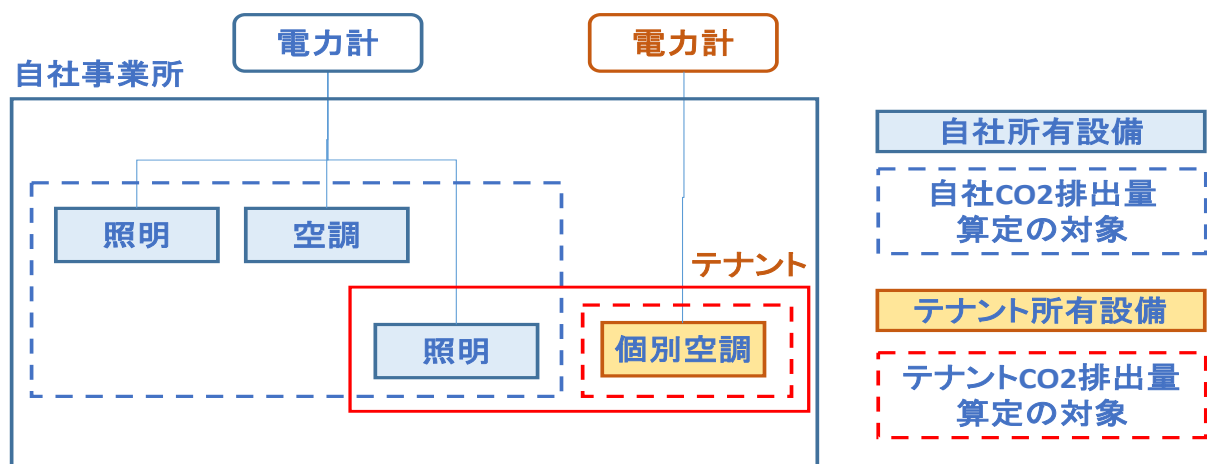 電力計
電力計
自社事業所
照明
空調
テナント
照明
個別空調
自社所有設備
自社CO2排出量
算定の対象
テナント所有設備
テナントCO2排出量
算定の対象